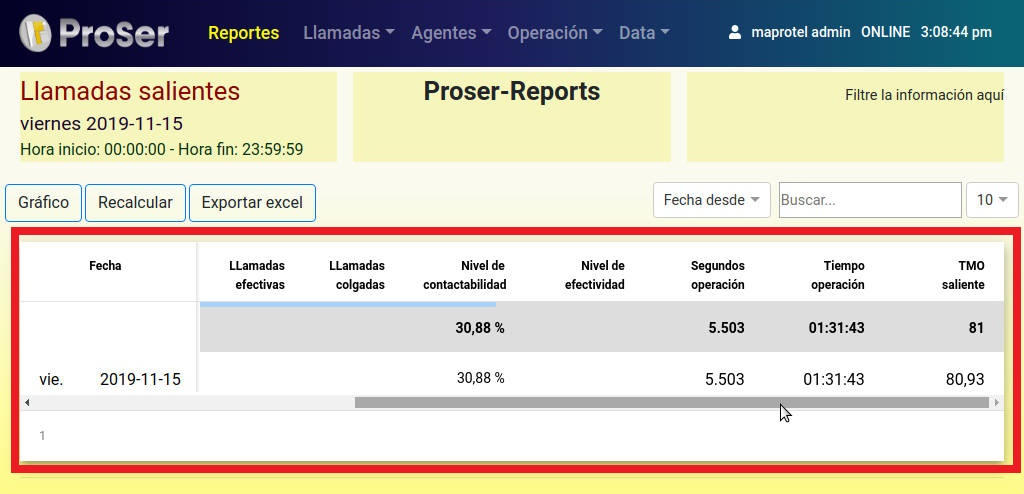 ProSer Reportes Llamadas Agentes Operación Data maprotel admin ONLINE 3:08:44 pm
Llamadas salientes
viernes 2019-11-15
Hora inicio: 00:00:00 - Hora fin: 23:59:59
Proser-Reports
Filtre la información aquí
Gráfico Recalcular Exportar excel Fecha desde Buscar... 10
Fecha LLamadas LLamadas Nivel de Nivel de Segundos Tiempo TMO
efectivas colgadas contactabilidad efectividad operación operación saliente
30,88 % 5.503 01:31:43 81
vie. 2019-11-15 30,88 % 5.503 01:31:43 80,93
1